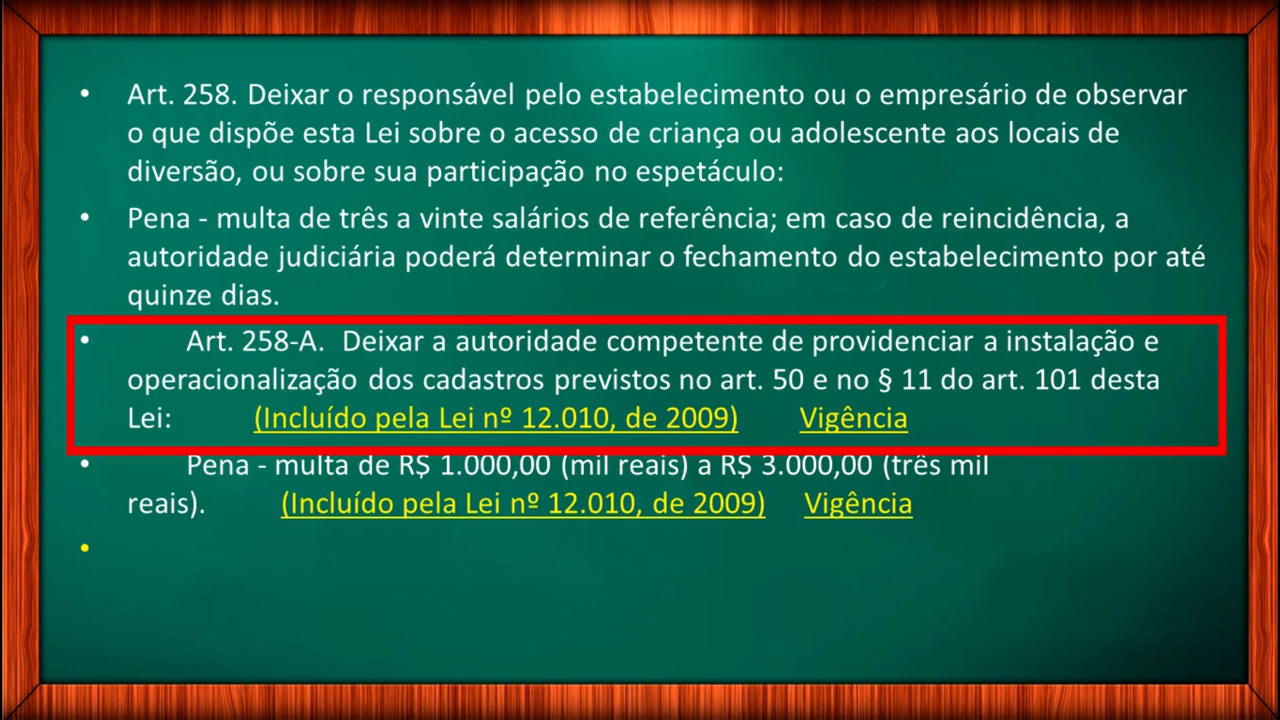 • Art. 258. Deixar o responsável pelo estabelecimento ou o empresário de observar
o que dispõe esta Lei sobre o acesso de criança ou adolescente aos locais de
diversão, ou sobre sua participação no espetáculo:
• Pena - multa de três a vinte salários de referência; em caso de reincidência, a
autoridade judiciária poderá determinar o fechamento do estabelecimento por até
quinze dias.
• Art. 258-A. Deixar a autoridade competente de providenciar a instalação e
operacionalização dos cadastros previstos no art. 50 e no § 11 do art. 101 desta
Lei: (Incluído pela Lei nº 12.010, de 2009) Vigência
• Pena - multa de R$ 1.000,00 (mil reais) a R$ 3.000,00 (três mil
reais). (Incluído pela Lei nº 12.010, de 2009) Vigência
•